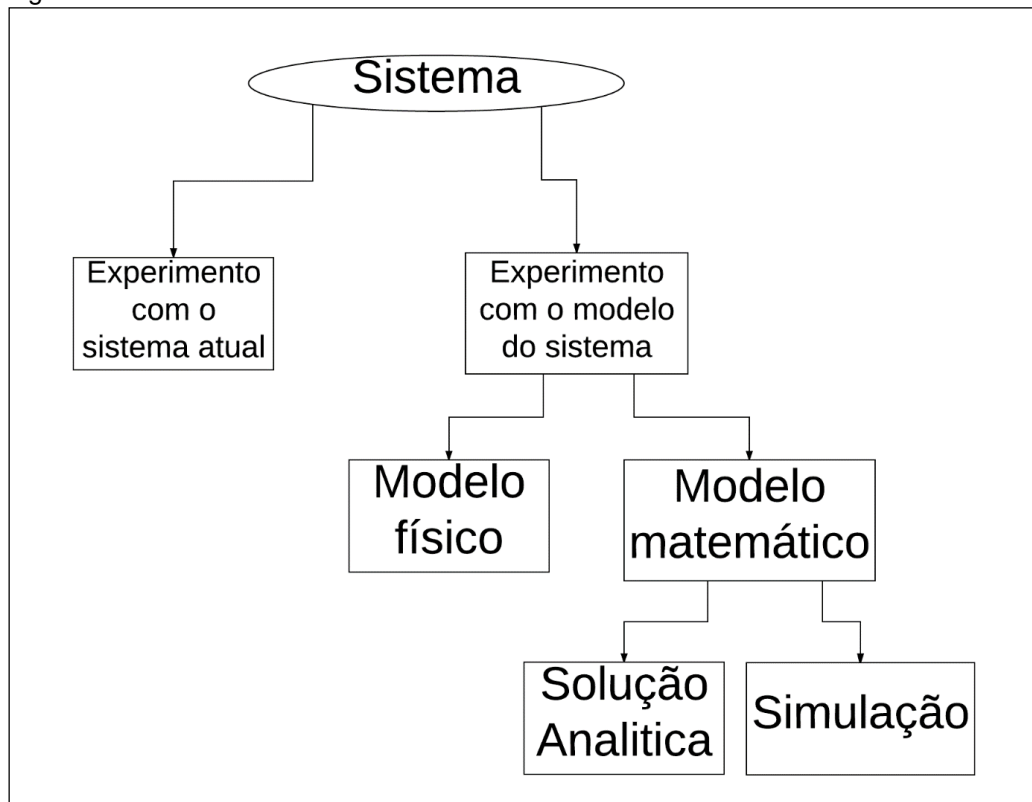 Sistema
Experimento
com o
sistema atual
Experimento
com o modelo
do sistema
Modelo
físico
Modelo
matemático
Solução
Analitica
Simulação